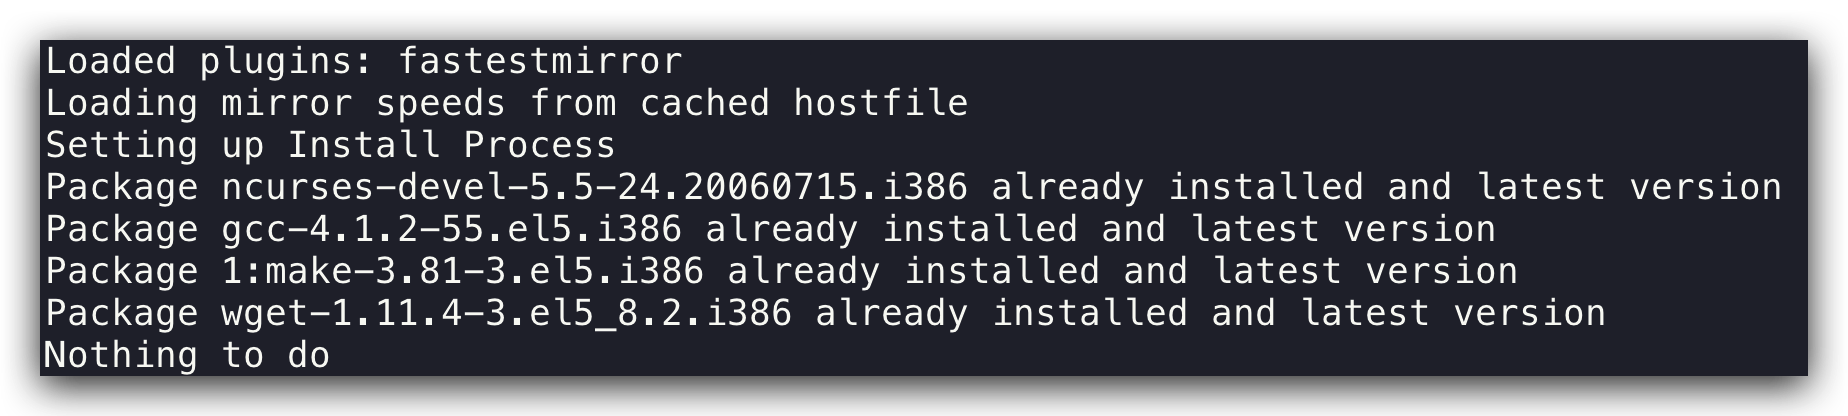 Loaded plugins: fastestmirror
Loading mirror speeds from cached hostfile
Setting up Install Process
Package ncurses-devel-5.5-24.20060715.i386 already installed and latest version
Package gcc-4.1.2-55.el5.i386 already installed and latest version
Package 1:make-3.81-3.el5.i386 already installed and latest version
Package wget-1.11.4-3.el5_8.2.i386 already installed and latest version
Nothing to do